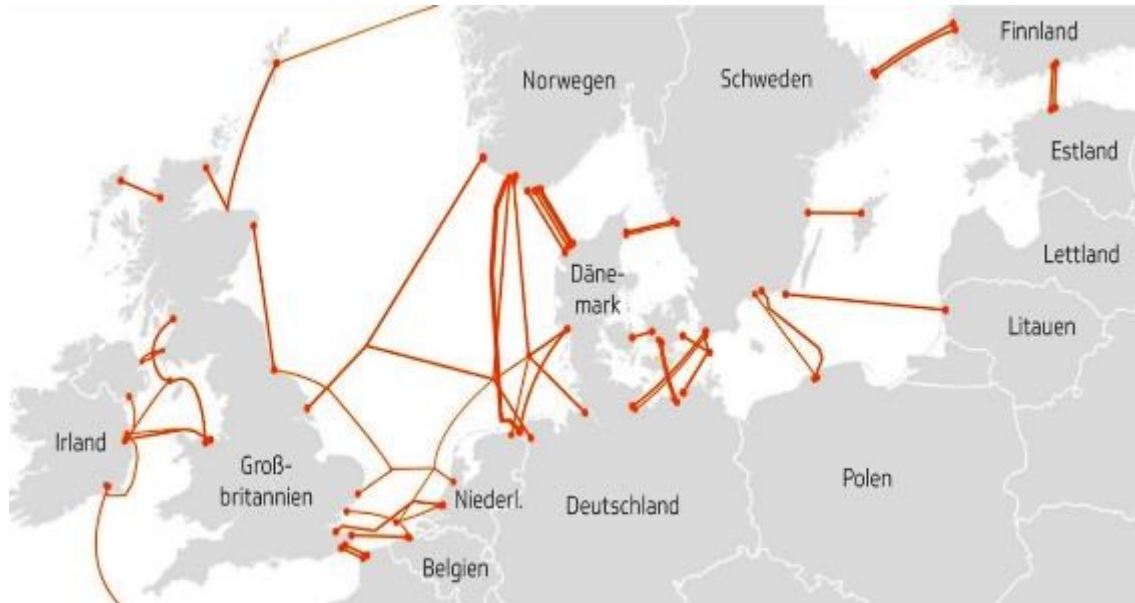 Finnland
Norwegen
Schweden
Estland
Däne-
mark
Lettland
Litauen
Irland
Groß-
britannien
Niederl.
Deutschland
Polen
Belgien